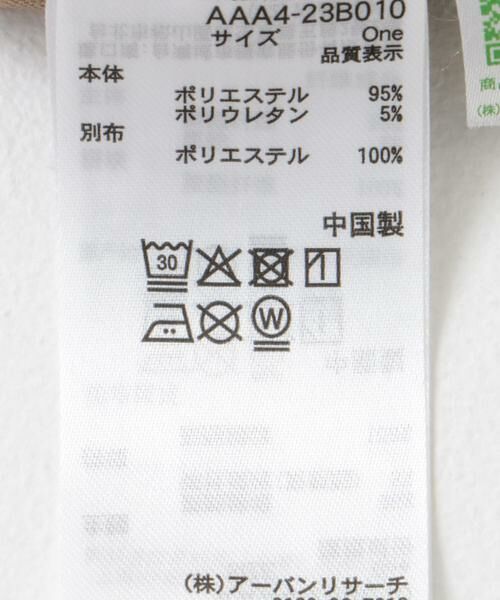 AAA4-23B010
サイズ One
品質表示
本体
ポリエステル 95%
ポリウレタン 5%
別布
ポリエステル 100%
中国製
30
W
(株)アーバンリサーチ
商
(株)